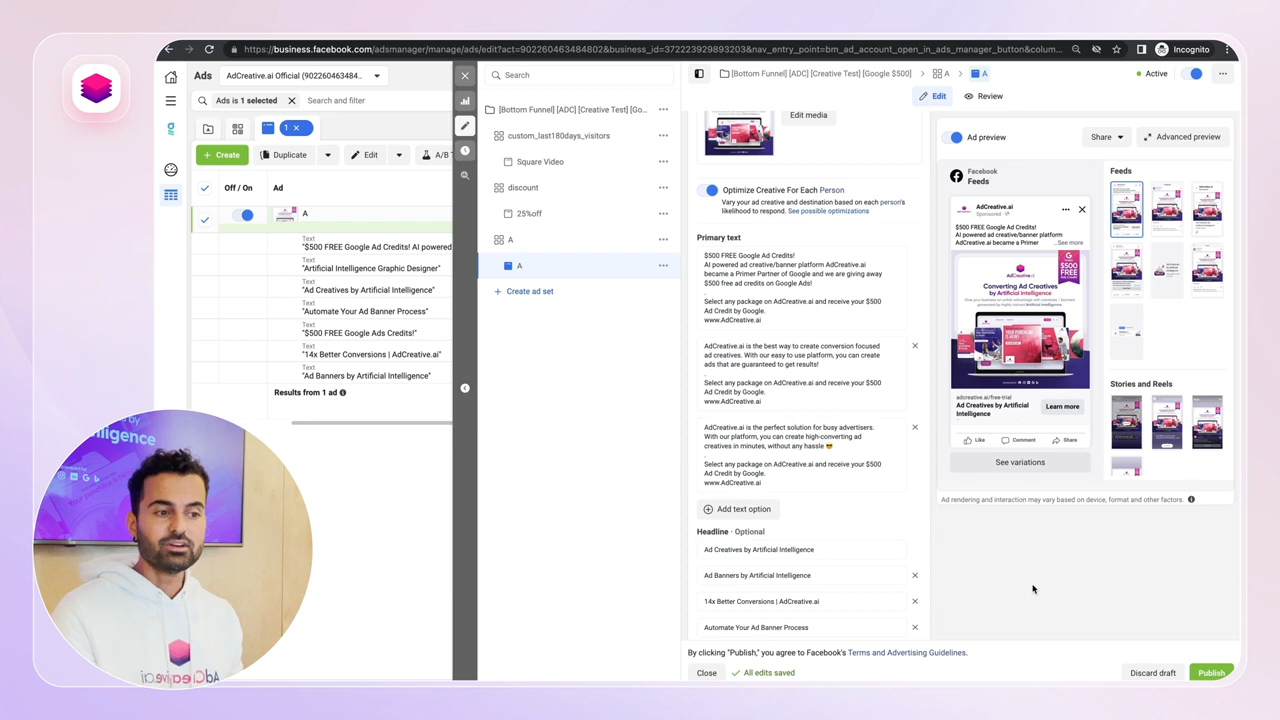 https://business.facebook.com/adsmanager/manage/ads/edit?act=902260463484802&business_id=372223929893203&nav_entry_point=bm_ad_account_open_in_ads_manager_button&colum...
Incognito
Ads
AdCreative.ai Official (902260463484...
Ads is 1 selected
Search and filter
1
Create
Duplicate
Edit
A/B T
Off / On
Ad
A
Text
"$500 FREE Google Ad Credits! AI powered
Text
"Artificial Intelligence Graphic Designer"
Text
"Ad Creatives by Artificial Intelligence"
Text
"Automate Your Ad Banner Process"
Text
"$500 FREE Google Ads Credits!"
Text
"14x Better Conversions | AdCreative.ai"
Text
"Ad Banners by Artificial Intelligence"
Results from 1 ad
Search
[Bottom Funnel] [ADC] [Creative Test] [Go...
custom_last180days_visitors
Square Video
discount
25%off
A
A
Create ad set
[Bottom Funnel] [ADC] [Creative Test] [Google $500]
A
A
Active
Edit
Review
Edit media
Optimize Creative For Each Person
Vary your ad creative and destination based on each person's
likelihood to respond. See possible optimizations
Primary text
$500 FREE Google Ad Credits!
AI powered ad creative/banner platform AdCreative.ai
became a Primer Partner of Google and we are giving away
$500 free ad credits on Google Ads!
.
Select any package on AdCreative.ai and receive your $500
Ad Credit by Google.
www.AdCreative.ai
AdCreative.ai is the best way to create conversion focused
ad creatives. With our easy to use platform, you can create
ads that are guaranteed to get results!
.
Select any package on AdCreative.ai and receive your $500
Ad Credit by Google.
www.AdCreative.ai
AdCreative.ai is the perfect solution for busy advertisers.
With our platform, you can create high-converting ad
creatives in minutes, without any hassle 😎
.
Select any package on AdCreative.ai and receive your $500
Ad Credit by Google.
www.AdCreative.ai
Add text option
Headline · Optional
Ad Creatives by Artificial Intelligence
Ad Banners by Artificial Intelligence
14x Better Conversions | AdCreative.ai
Automate Your Ad Banner Process
By clicking "Publish," you agree to Facebook's Terms and Advertising Guidelines.
Close
All edits saved
Discard draft
Publish
Ad preview
Share
Advanced preview
Facebook
Feeds
AdCreative.ai
Sponsored
$500 FREE Google Ad Credits!
AI powered ad creative/banner platform
AdCreative.ai became a Primer
...See more
AdCreative.ai
$500
FREE
Converting Ad Creatives
by Artificial Intelligence
adcreative.ai/free-trial
Ad Creatives by Artificial
Intelligence
Learn more
Like
Comment
Share
See variations
Feeds
Stories and Reels
Ad rendering and interaction may vary based on device, format and other factors.